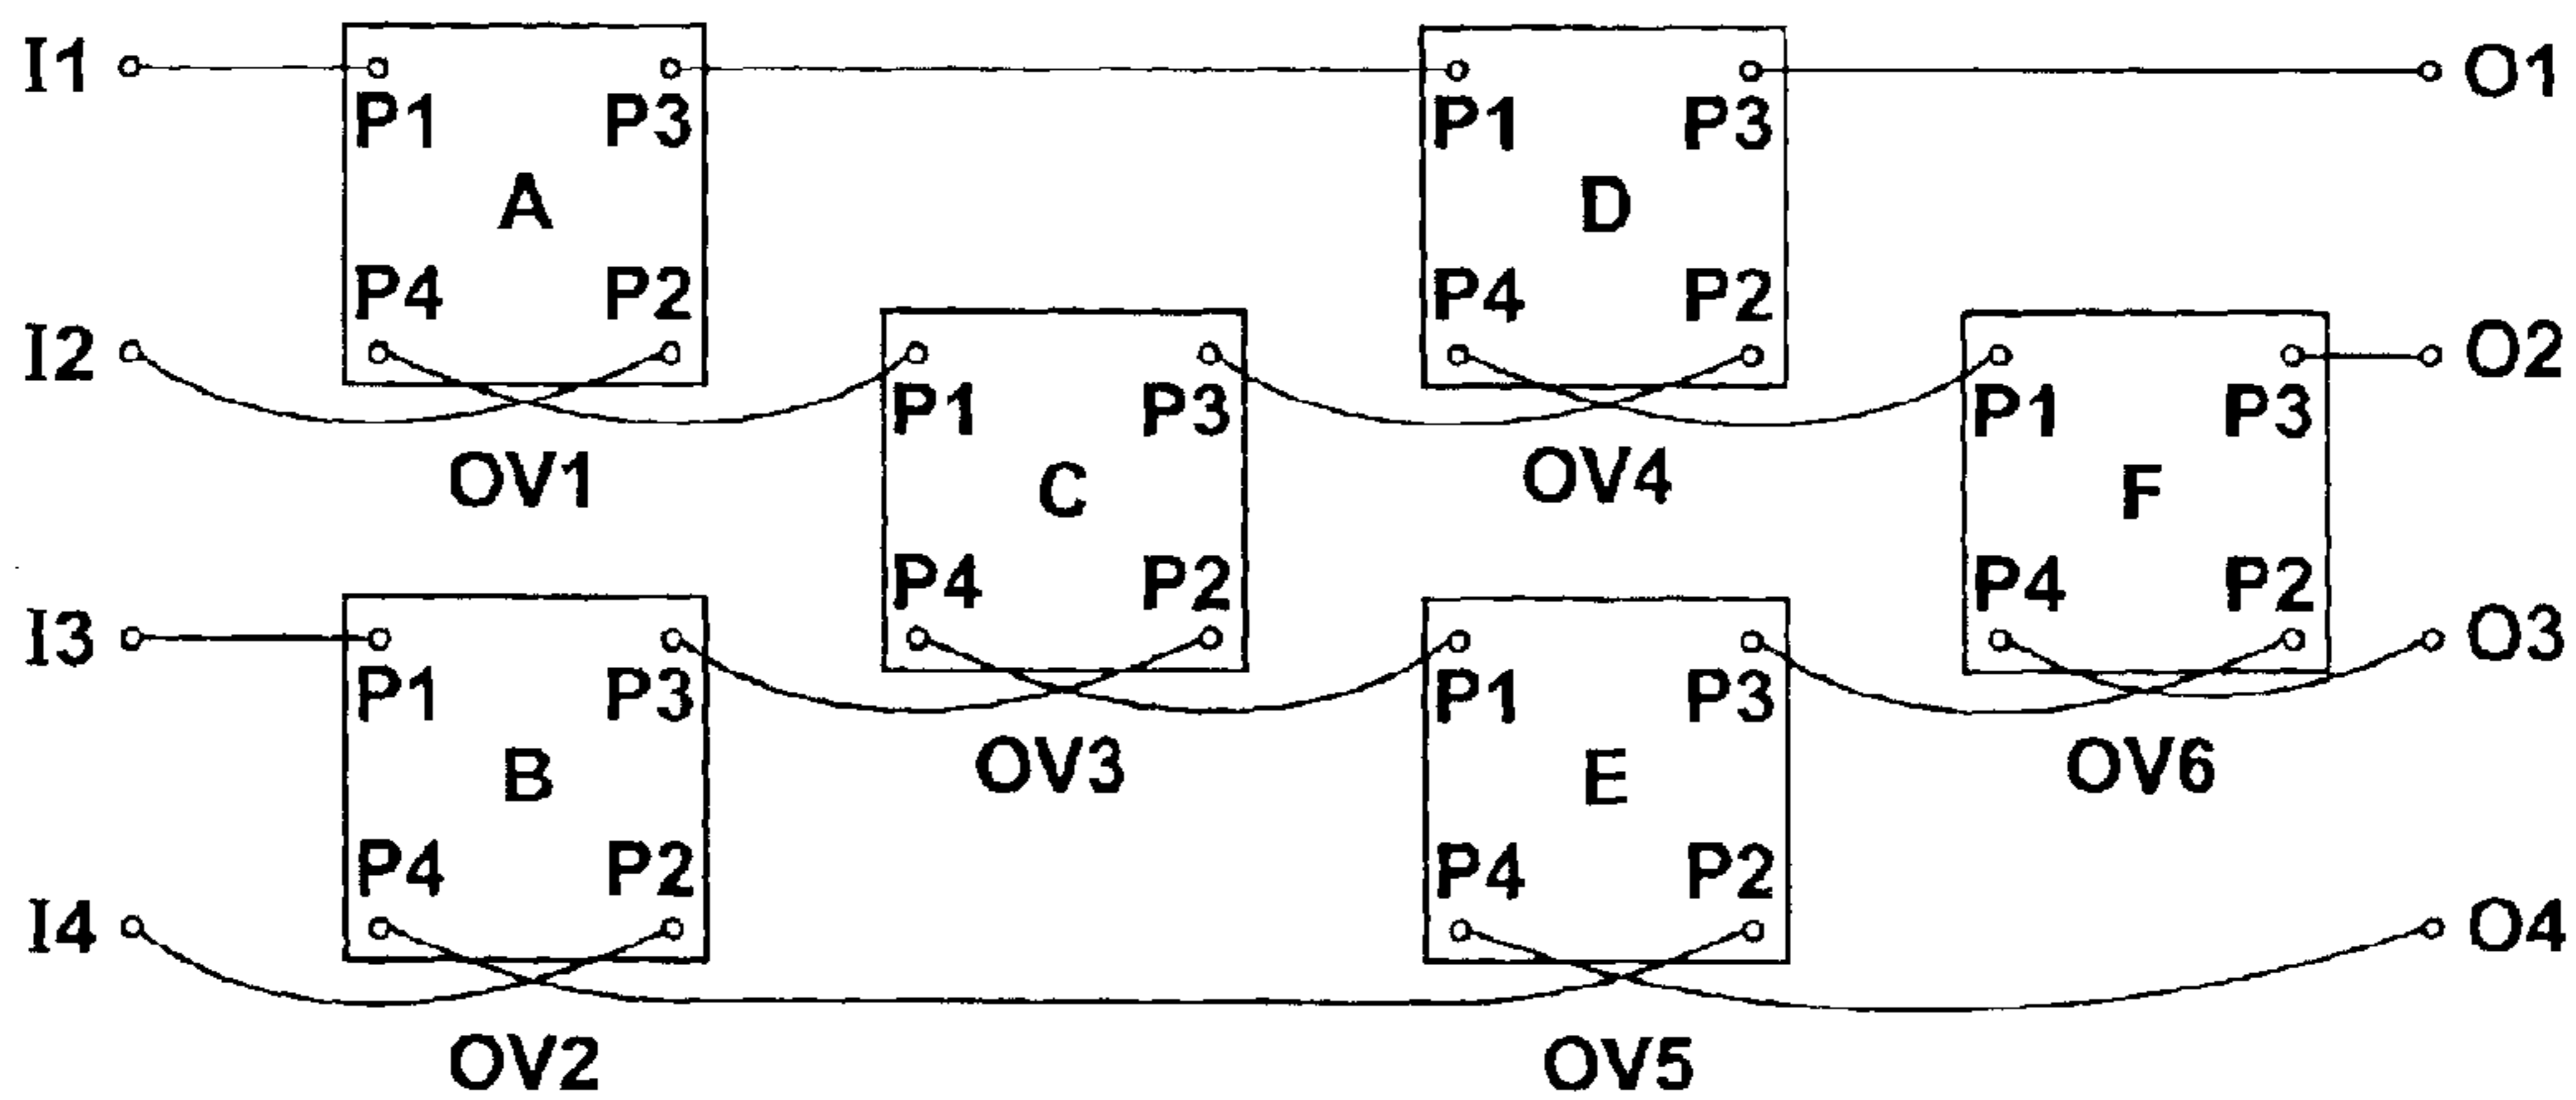 I1 O1
P1 P3 P1 P3
A D
P4 P2 P4 P2
I2 O2
P1 P3 P1 P3
OV1 C OV4 F
P4 P2 P4 P2
I3 O3
P1 P3 P1 P3
B OV3 E OV6
P4 P2 P4 P2
I4 O4
OV2 OV5